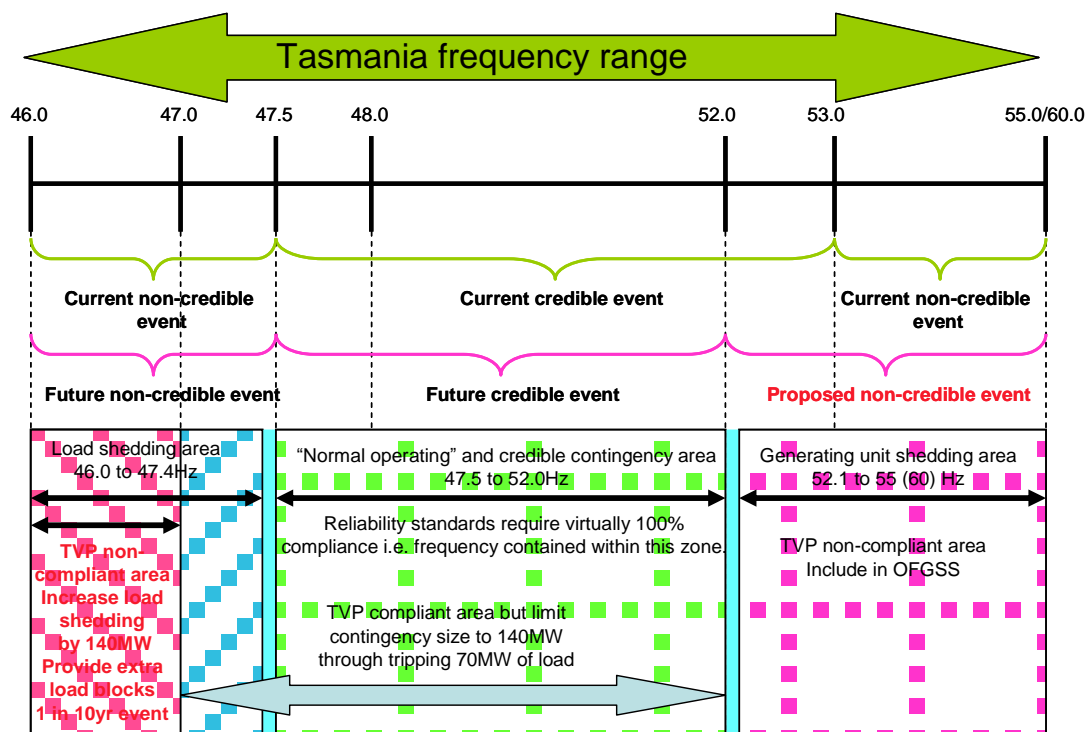 Tasmania frequency range
46.0 47.0 47.5 48.0 52.0 53.0 55.0/60.0
Current non-credible
event
Current credible event
Current non-credible
event
Future non-credible event
Future credible event
Proposed non-credible event
Load shedding area
46.0 to 47.4Hz
TVP non-
compliant area
Increase load
shedding
by 140MW
Provide extra
load blocks
1 in 10yr event
“Normal operating” and credible contingency area
47.5 to 52.0Hz
Reliability standards require virtually 100%
compliance i.e. frequency contained within this zone.
TVP compliant area but limit
contingency size to 140MW
through tripping 70MW of load
Generating unit shedding area
52.1 to 55 (60) Hz
TVP non-compliant area
Include in OFGSS